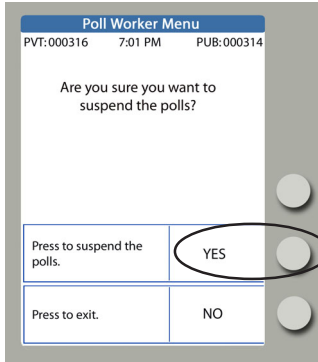 Poll Worker Menu
PVT: 000316 7:01 PM PUB: 000314
Are you sure you want to
suspend the polls?
Press to suspend the
polls.
YES
Press to exit.
NO